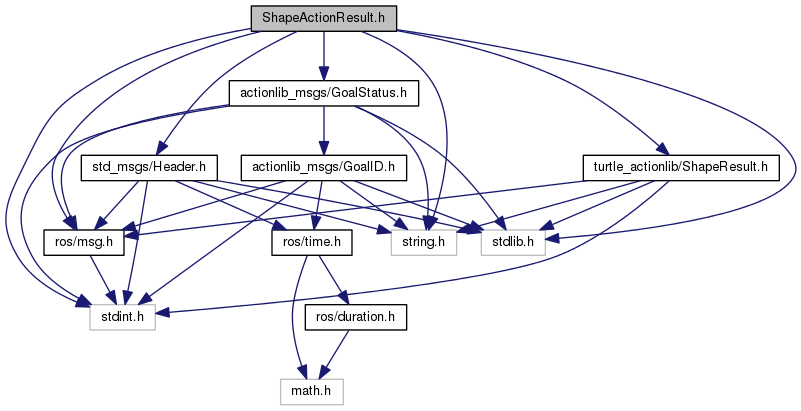 ShapeActionResult.h
actionlib_msgs/GoalStatus.h
std_msgs/Header.h
actionlib_msgs/GoalID.h
turtle_actionlib/ShapeResult.h
ros/msg.h
ros/time.h
string.h
stdlib.h
stdint.h
ros/duration.h
math.h